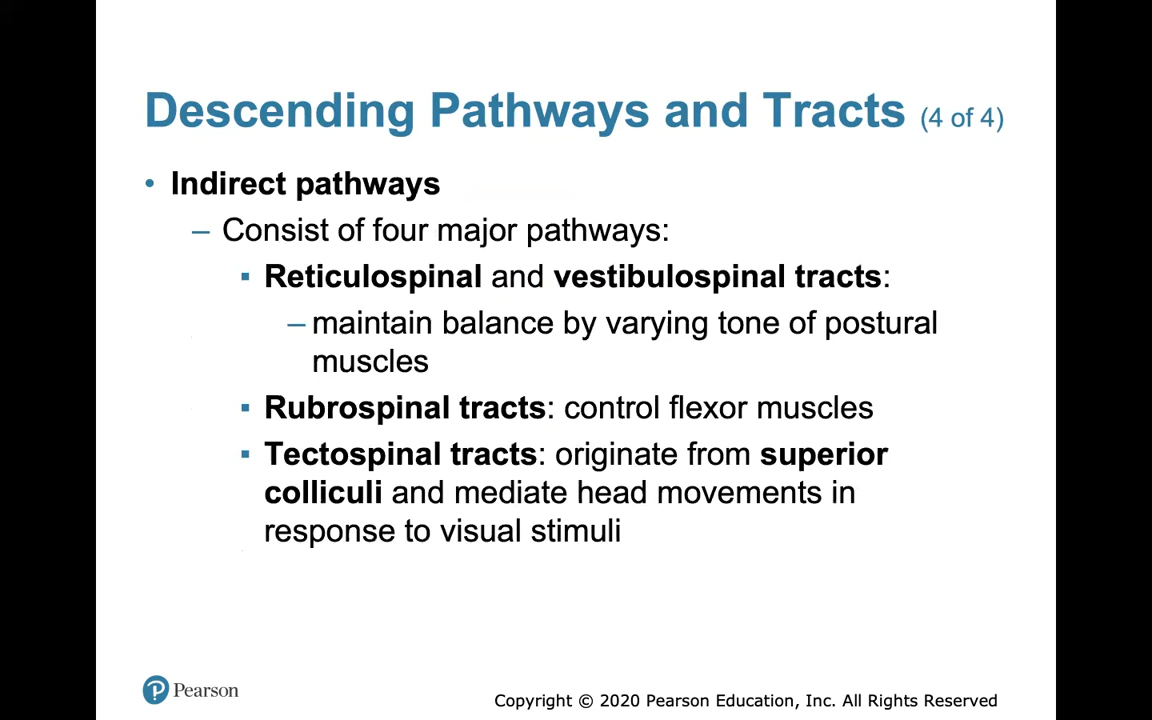 Descending Pathways and Tracts (4 of 4)
• Indirect pathways
– Consist of four major pathways:
▪ Reticulospinal and vestibulospinal tracts:
– maintain balance by varying tone of postural
muscles
▪ Rubrospinal tracts: control flexor muscles
▪ Tectospinal tracts: originate from superior
colliculi and mediate head movements in
response to visual stimuli
P Pearson
Copyright © 2020 Pearson Education, Inc. All Rights Reserved